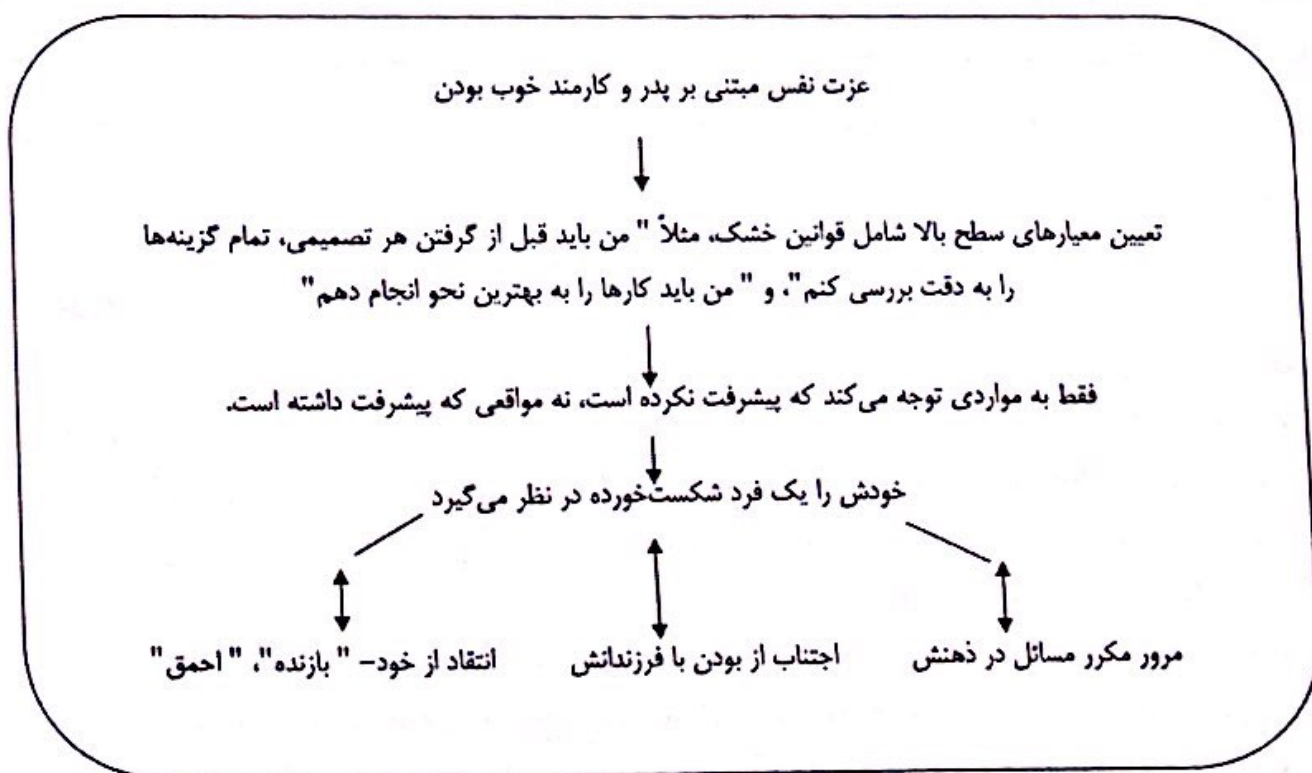 عزت نفس مبتنی بر پدر و کارمند خوب بودن
تعیین معیارهای سطح بالا شامل قوانین خشک، مثلاً " من باید قبل از گرفتن هر تصمیمی، تمام گزینه‌ها
را به دقت بررسی کنم"، و " من باید کارها را به بهترین نحو انجام دهم"
فقط به مواردی توجه می‌کند که پیشرفت نکرده است، نه مواقعی که پیشرفت داشته است.
خودش را یک فرد شکست‌خورده در نظر می‌گیرد
مرور مکرر مسائل در ذهنش
اجتناب از بودن با فرزندانش
انتقاد از خود– " بازنده"، " احمق"